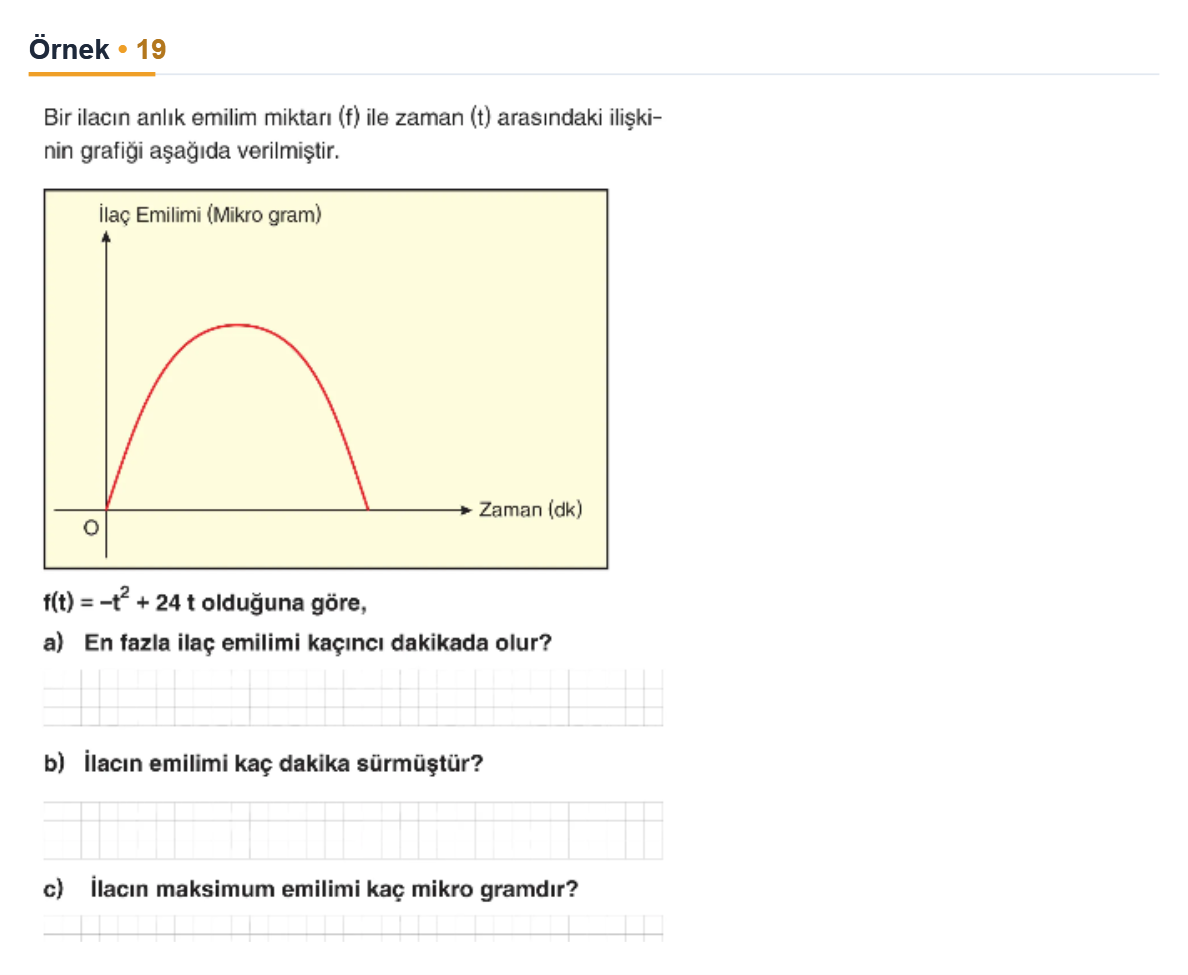 Örnek • 19
Bir ilacın anlık emilim miktarı (f) ile zaman (t) arasındaki ilişki-
nin grafiği aşağıda verilmiştir.
İlaç Emilimi (Mikro gram)
Zaman (dk)
O
f(t) = –t² + 24 t olduğuna göre,
a) En fazla ilaç emilimi kaçıncı dakikada olur?
b) İlacın emilimi kaç dakika sürmüştür?
c) İlacın maksimum emilimi kaç mikro gramdır?